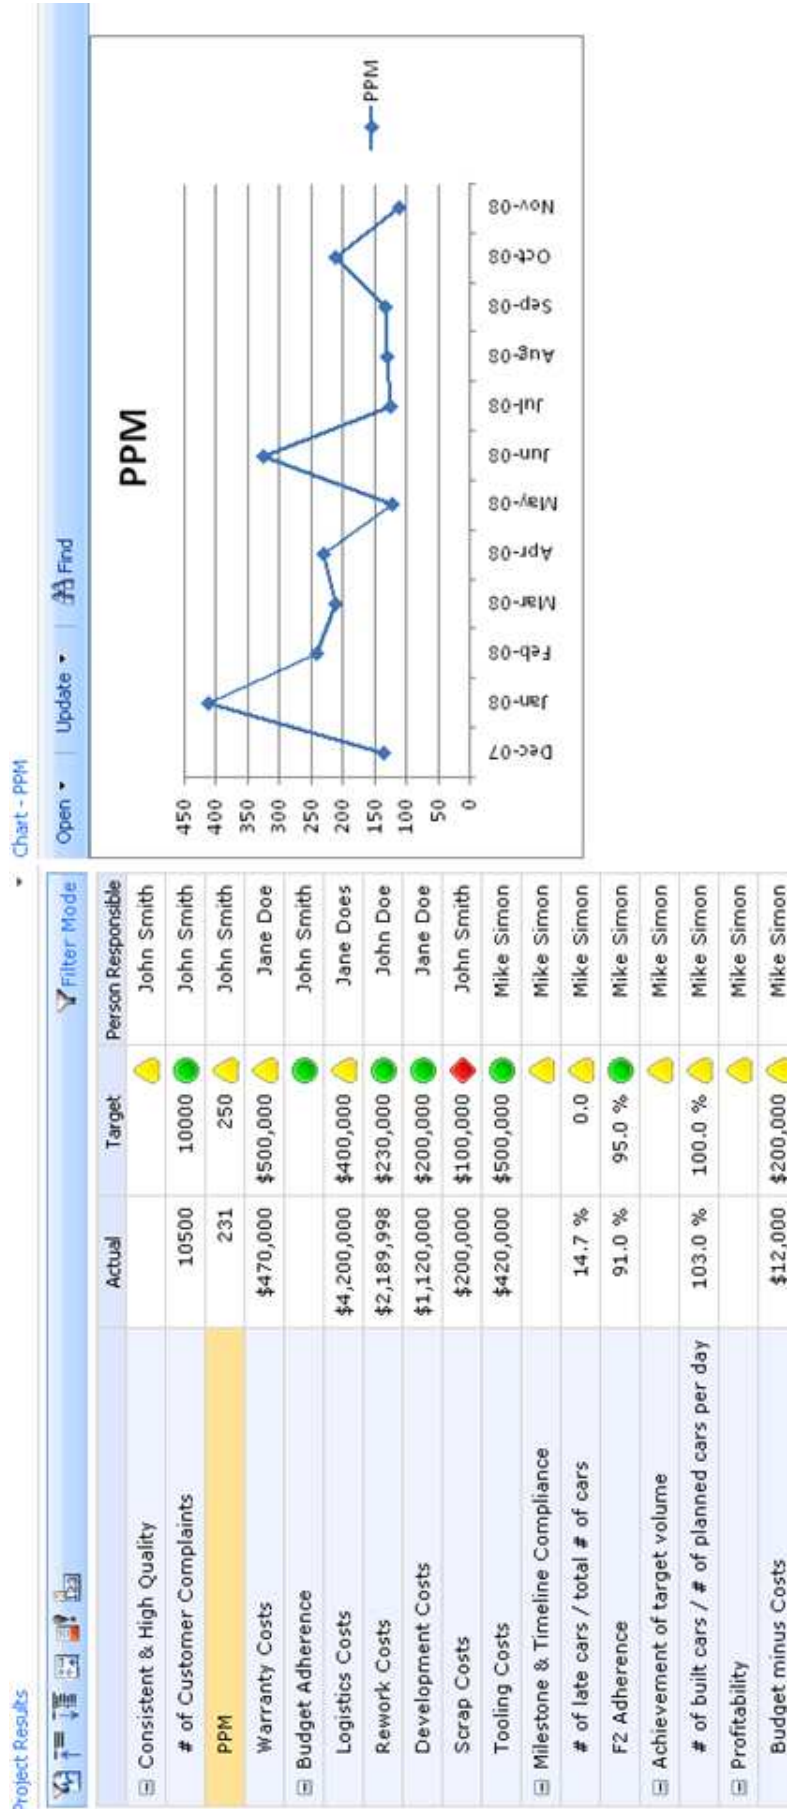 Project Results
Filter Mode
Actual Target Person Responsible
Consistent & High Quality John Smith
# of Customer Complaints 10500 10000 John Smith
PPM 231 250 John Smith
Warranty Costs $470,000 $500,000 Jane Doe
Budget Adherence John Smith
Logistics Costs $4,200,000 $400,000 Jane Does
Rework Costs $2,189,998 $230,000 John Doe
Development Costs $1,120,000 $200,000 Jane Doe
Scrap Costs $200,000 $100,000 John Smith
Tooling Costs $420,000 $500,000 Mike Simon
Milestone & Timeline Compliance Mike Simon
# of late cars / total # of cars 14.7 % 0.0 Mike Simon
F2 Adherence 91.0 % 95.0 % Mike Simon
Achievement of target volume Mike Simon
# of built cars / # of planned cars per day 103.0 % 100.0 % Mike Simon
Profitability Mike Simon
Budget minus Costs $12,000 $200,000 Mike Simon
Chart - PPM
Open Update Find
PPM
450
400
350
300
250
200
150
100
50
0
Dec-07 Jan-08 Feb-08 Mar-08 Apr-08 May-08 Jun-08 Jul-08 Aug-08 Sep-08 Oct-08 Nov-08
PPM